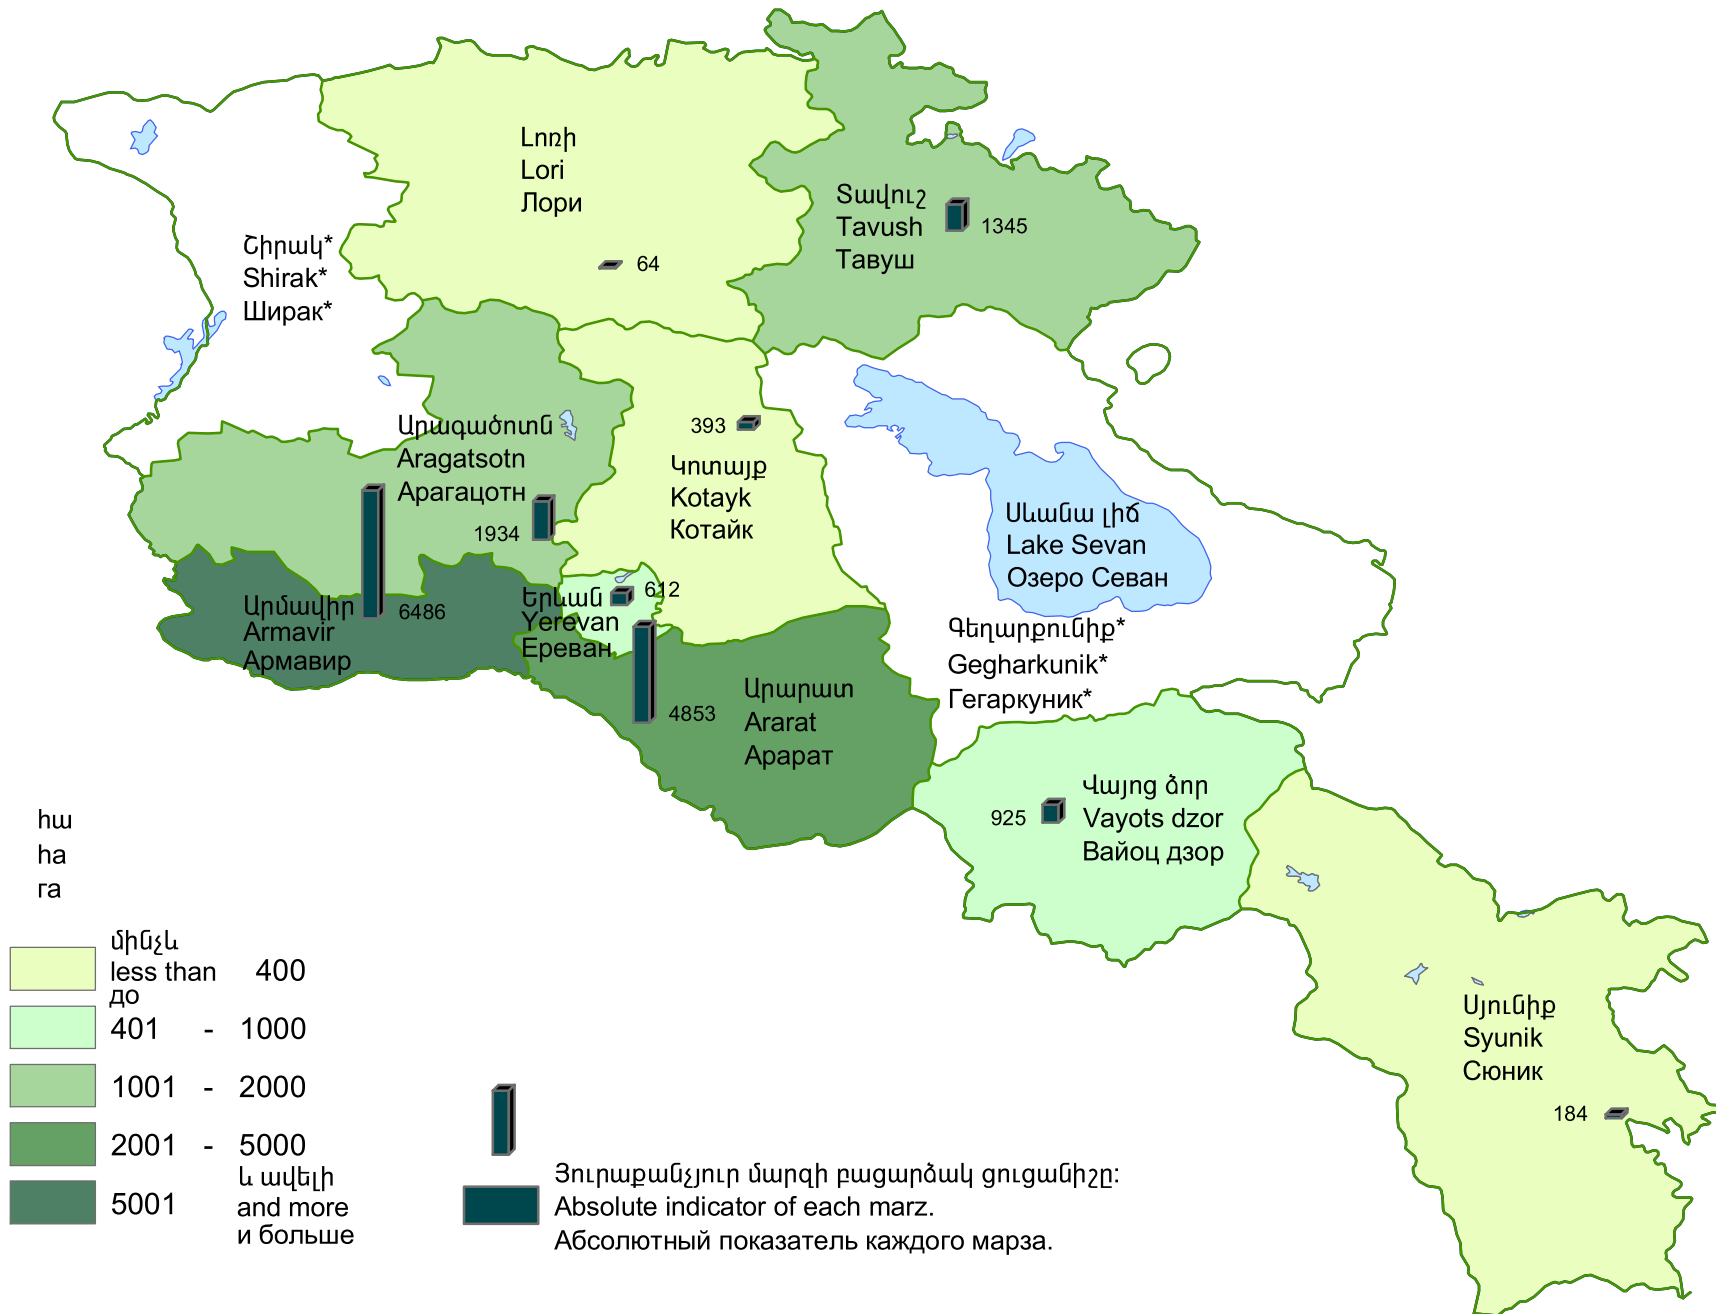 Լոռի
Lori
Лори
64
Տավուշ
Tavush
Тавуш
1345
Շիրակ*
Shirak*
Ширак*
Արագածոտն
Aragatsotn
Арагацотн
1934
393
Կոտայք
Kotayk
Котайк
Սևանա լիճ
Lake Sevan
Озеро Севан
Արմավիր
Armavir
Армавир
6486
Երևան
Yerevan
Ереван
612
Գեղարքունիք*
Gegharkunik*
Гегаркуник*
Արարատ
Ararat
Арарат
4853
Վայոց ձոր
Vayots dzor
Вайоц дзор
925
Սյունիք
Syunik
Сюник
184
հա
ha
га
մինչև
less than 400
до
401 - 1000
1001 - 2000
2001 - 5000
և ավելի
5001 and more
и больше
Յուրաքանչյուր մարզի բացարձակ ցուցանիշը:
Absolute indicator of each marz.
Абсолютный показатель каждого марза.